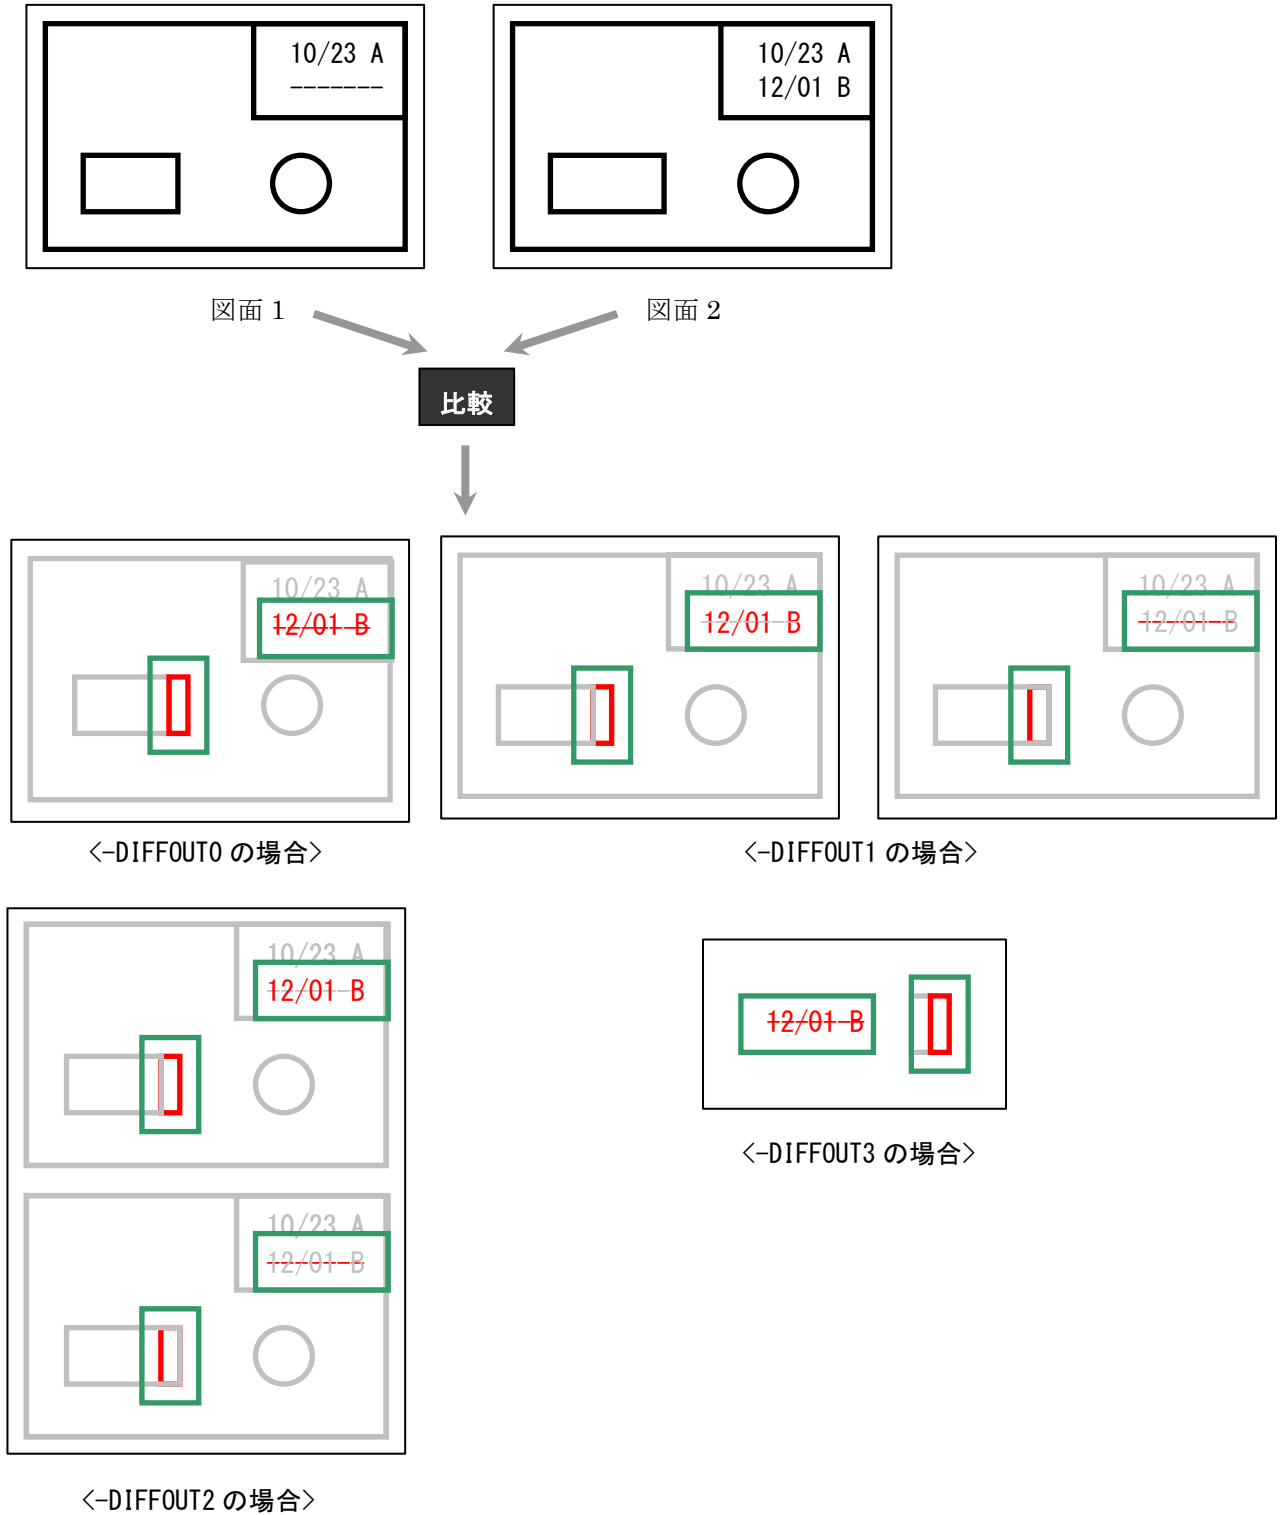 10/23 A
-------
10/23 A
12/01 B
図面 1
図面 2
比較
10/23 A
12/01 B
10/23 A
12/01 B
10/23 A
12/01 B
<-DIFFOUT0 の場合>
<-DIFFOUT1 の場合>
10/23 A
12/01 B
10/23 A
12/01 B
12/01 B
<-DIFFOUT3 の場合>
<-DIFFOUT2 の場合>